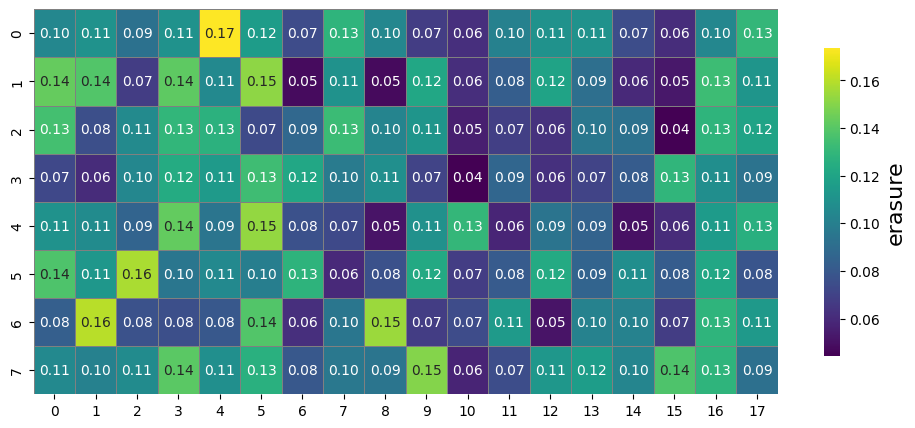 0 0.10 0.11 0.09 0.11 0.17 0.12 0.07 0.13 0.10 0.07 0.06 0.10 0.11 0.11 0.07 0.06 0.10 0.13
1 0.14 0.14 0.07 0.14 0.11 0.15 0.05 0.11 0.05 0.12 0.06 0.08 0.12 0.09 0.06 0.05 0.13 0.11
2 0.13 0.08 0.11 0.13 0.13 0.07 0.09 0.13 0.10 0.11 0.05 0.07 0.06 0.10 0.09 0.04 0.13 0.12
3 0.07 0.06 0.10 0.12 0.11 0.13 0.12 0.10 0.11 0.07 0.04 0.09 0.06 0.07 0.08 0.13 0.11 0.09
4 0.11 0.11 0.09 0.14 0.09 0.15 0.08 0.07 0.05 0.11 0.13 0.06 0.09 0.09 0.05 0.06 0.11 0.13
5 0.14 0.11 0.16 0.10 0.11 0.10 0.13 0.06 0.08 0.12 0.07 0.08 0.12 0.09 0.11 0.08 0.12 0.08
6 0.08 0.16 0.08 0.08 0.08 0.14 0.06 0.10 0.15 0.07 0.07 0.11 0.05 0.10 0.10 0.07 0.13 0.11
7 0.11 0.10 0.11 0.14 0.11 0.13 0.08 0.10 0.09 0.15 0.06 0.07 0.11 0.12 0.10 0.14 0.13 0.09
0 1 2 3 4 5 6 7 8 9 10 11 12 13 14 15 16 17
0.16
0.14
0.12
0.10
0.08
0.06
erasure